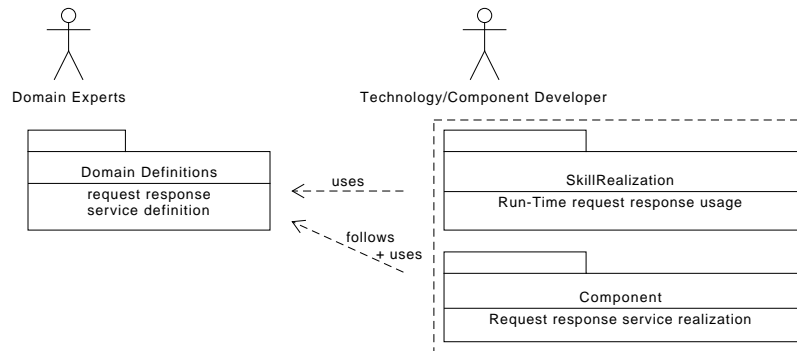 Domain Experts
Technology/Component Developer
Domain Definitions
request response
service definition
uses
SkillRealization
Run-Time request response usage
follows
+ uses
Component
Request response service realization